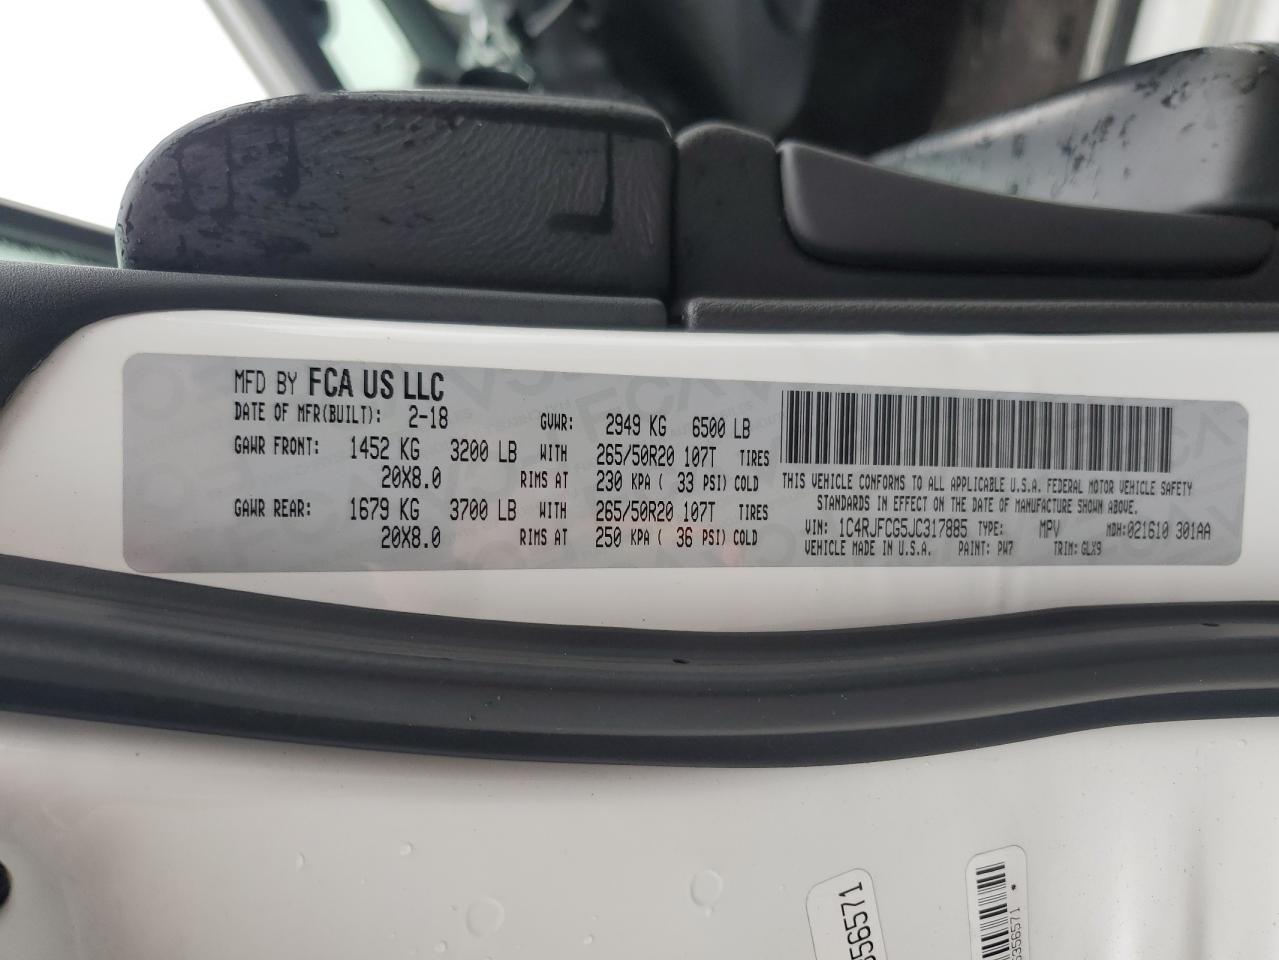 MFD BY FCA US LLC
DATE OF MFR(BUILT): 2-18 GVWR: 2949 KG 6500 LB
GAWR FRONT: 1452 KG 3200 LB WITH 265/50R20 107T TIRES
20X8.0 RIMS AT 230 KPA ( 33 PSI) COLD
GAWR REAR: 1679 KG 3700 LB WITH 265/50R20 107T TIRES
20X8.0 RIMS AT 250 KPA ( 36 PSI) COLD
THIS VEHICLE CONFORMS TO ALL APPLICABLE U.S.A. FEDERAL MOTOR VEHICLE SAFETY
STANDARDS IN EFFECT ON THE DATE OF MANUFACTURE SHOWN ABOVE.
VIN: 1C4RJFCG5JC317885 TYPE: MPV MDH:021610 301AA
VEHICLE MADE IN U.S.A. PAINT: PW7 TRIM: GLX9
356571
356571 *